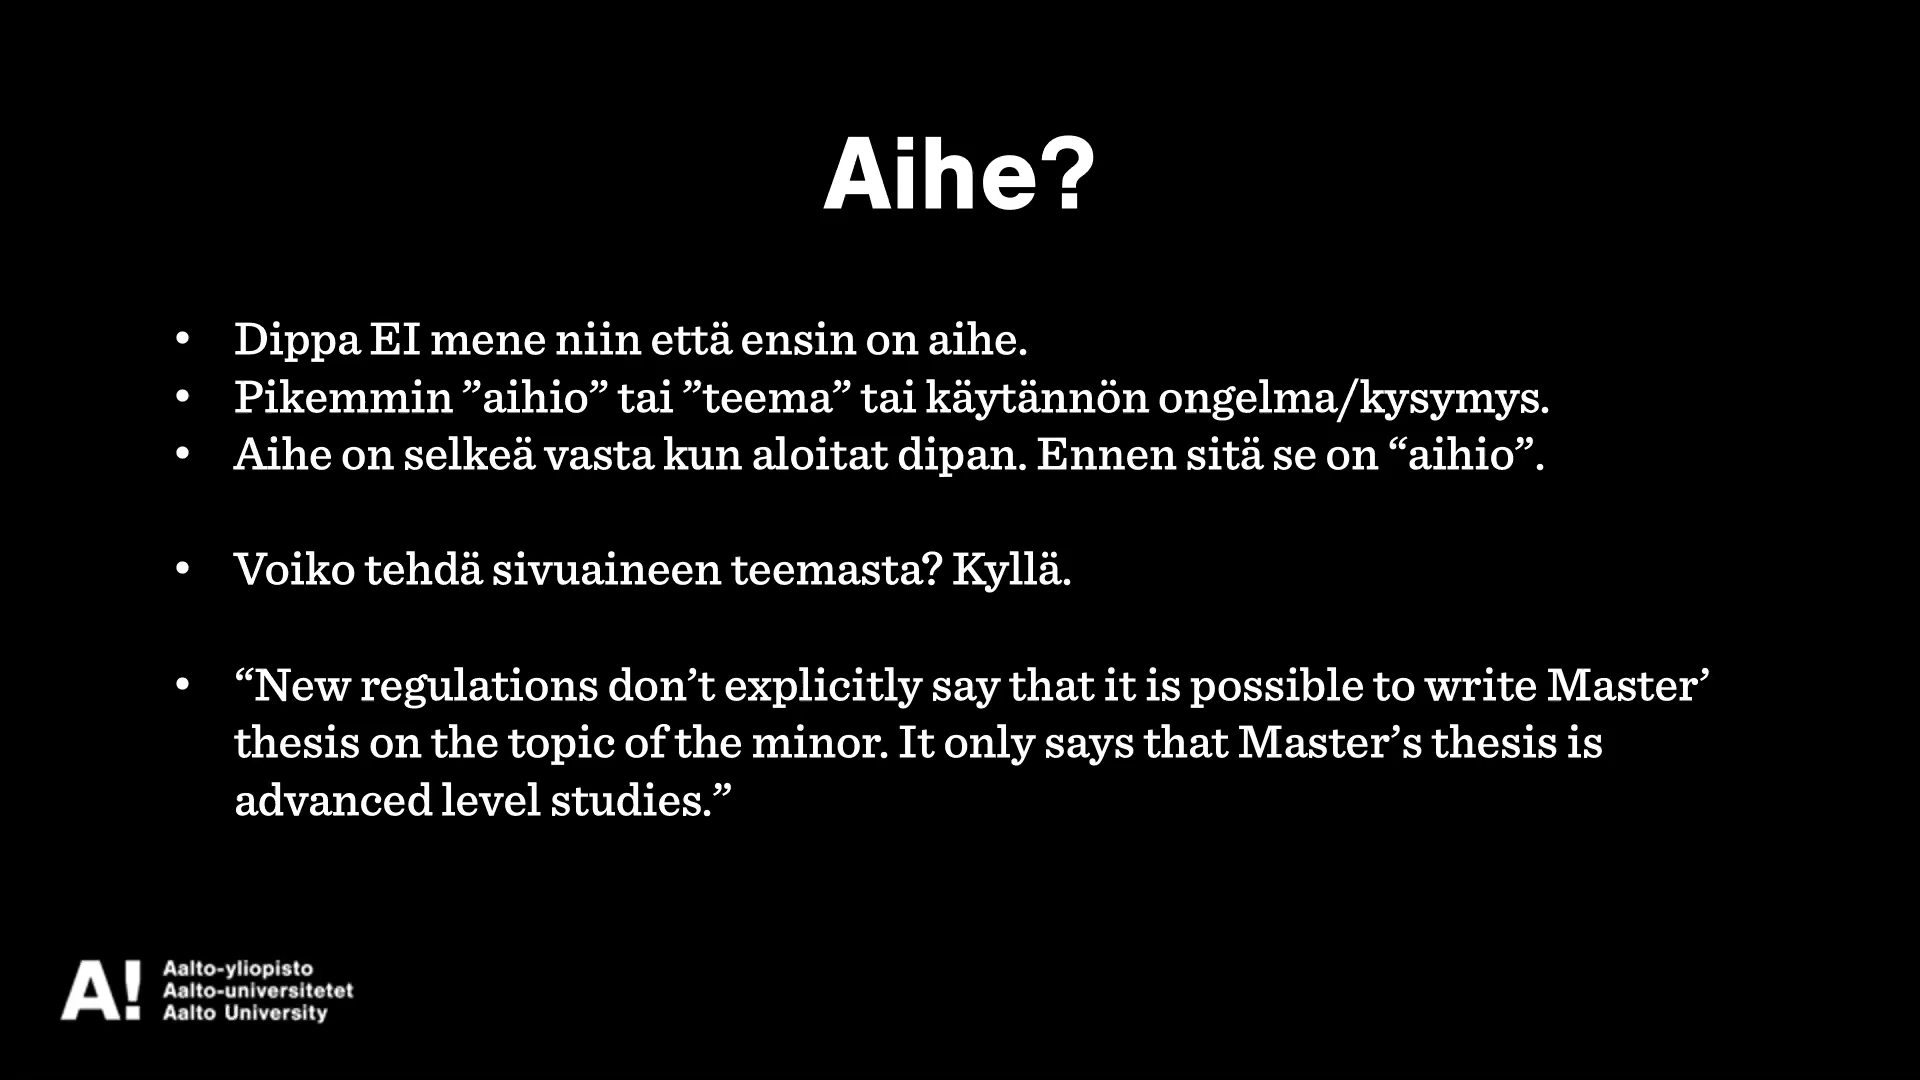 Aihe?
• Dippa EI mene niin että ensin on aihe.
• Pikemmin ”aihio” tai ”teema” tai käytännön ongelma/kysymys.
• Aihe on selkeä vasta kun aloitat dipan. Ennen sitä se on “aihio”.
• Voiko tehdä sivuaineen teemasta? Kyllä.
• “New regulations don’t explicitly say that it is possible to write Master’
thesis on the topic of the minor. It only says that Master’s thesis is
advanced level studies.”
A!
Aalto-yliopisto
Aalto-universitetet
Aalto University